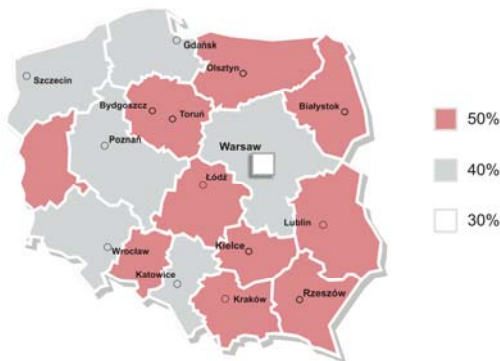 Gdańsk
Szczecin
Olsztyn
Bydgoszcz
Toruń
Białystok
Poznań
Warsaw
Łódź
Lublin
Wrocław
Kielce
Katowice
Kraków
Rzeszów
50%
40%
30%